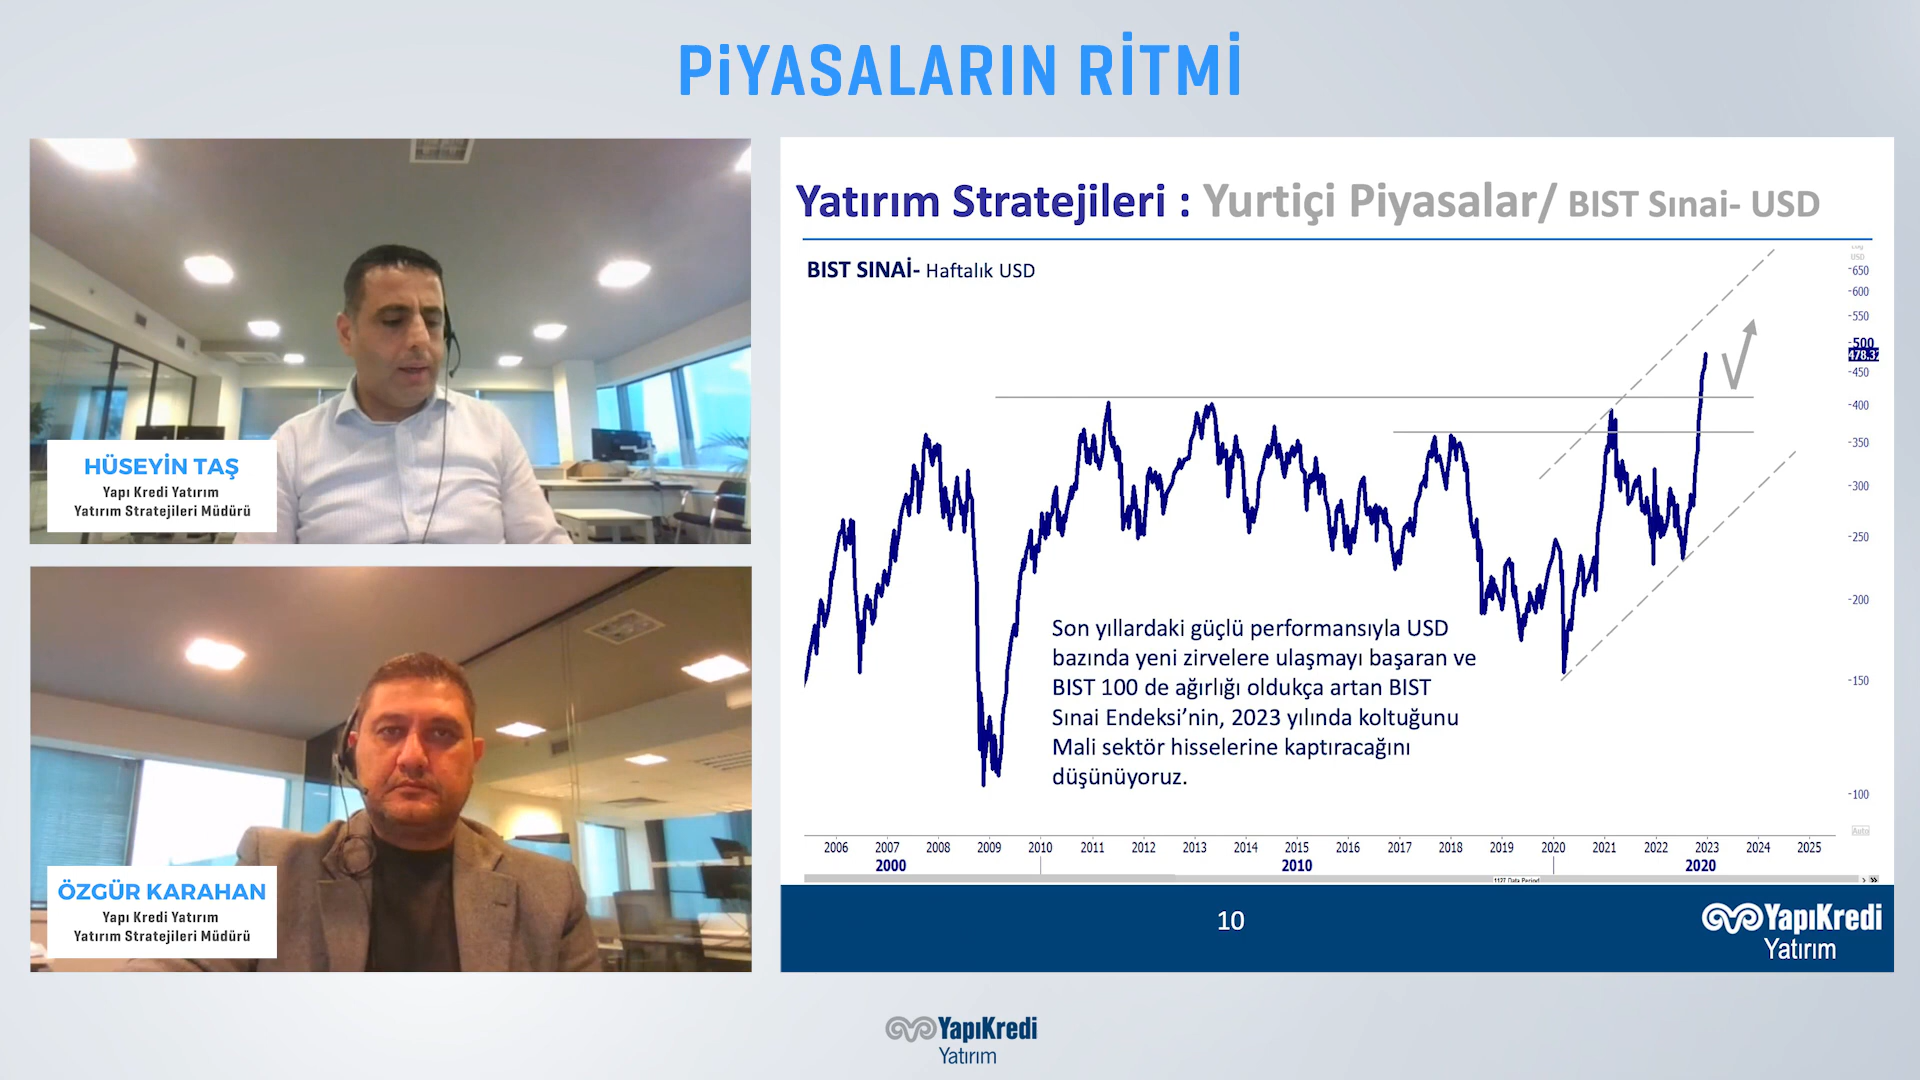 PiYASALARIN RİTMİ
HÜSEYİN TAŞ
Yapı Kredi Yatırım
Yatırım Stratejileri Müdürü
ÖZGÜR KARAHAN
Yapı Kredi Yatırım
Yatırım Stratejileri Müdürü
Yatırım Stratejileri : Yurtiçi Piyasalar/ BIST Sınai- USD
BIST SINAİ- Haftalık USD
USD
650
600
550
500
478.32
450
400
350
300
250
200
150
100
Auto
Son yıllardaki güçlü performansıyla USD
bazında yeni zirvelere ulaşmayı başaran ve
BIST 100 de ağırlığı oldukça artan BIST
Sınai Endeksi’nin, 2023 yılında koltuğunu
Mali sektör hisselerine kaptıracağını
düşünüyoruz.
2006 2007 2008 2009 2010 2011 2012 2013 2014 2015 2016 2017 2018 2019 2020 2021 2022 2023 2024 2025
2000 2010 2020
10
YapıKredi
Yatırım
YapıKredi
Yatırım